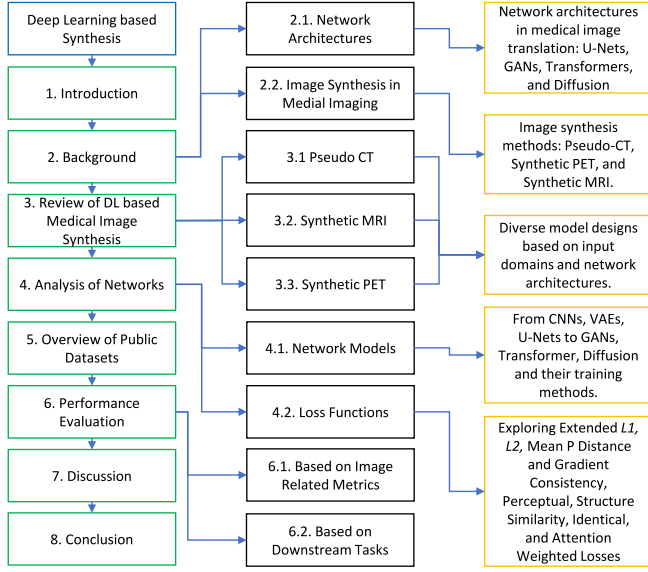 Deep Learning based
Synthesis
1. Introduction
2. Background
3. Review of DL based
Medical Image
Synthesis
4. Analysis of Networks
5. Overview of Public
Datasets
6. Performance
Evaluation
7. Discussion
8. Conclusion
2.1. Network
Architectures
2.2. Image Synthesis in
Medial Imaging
3.1 Pseudo CT
3.2. Synthetic MRI
3.3. Synthetic PET
4.1. Network Models
4.2. Loss Functions
6.1. Based on Image
Related Metrics
6.2. Based on
Downstream Tasks
Network architectures
in medical image
translation: U-Nets,
GANs, Transformers,
and Diffusion
Image synthesis
methods: Pseudo-CT,
Synthetic PET, and
Synthetic MRI.
Diverse model designs
based on input
domains and network
architectures.
From CNNs, VAEs,
U-Nets to GANs,
Transformer, Diffusion
and their training
methods.
Exploring Extended L1,
L2, Mean P Distance
and Gradient
Consistency,
Perceptual, Structure
Similarity, Identical,
and Attention
Weighted Losses